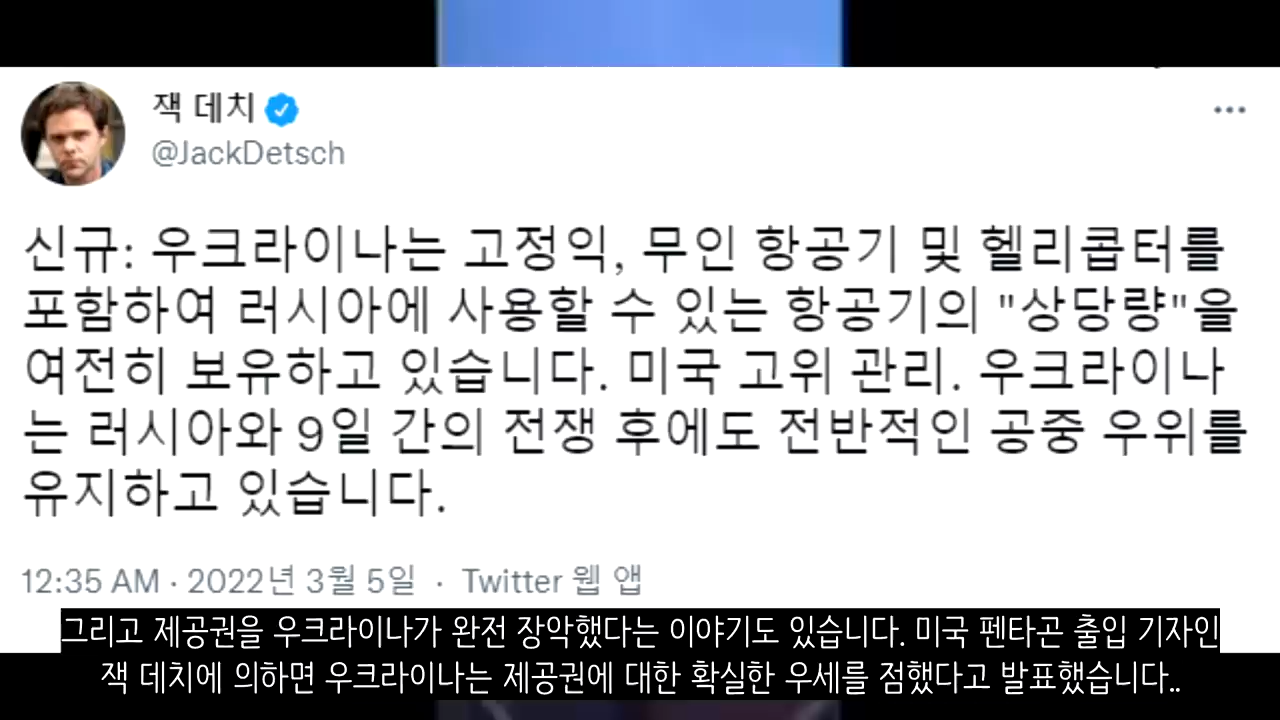 잭 데치
@JackDetsch
신규: 우크라이나는 고정익, 무인 항공기 및 헬리콥터를
포함하여 러시아에 사용할 수 있는 항공기의 "상당량"을
여전히 보유하고 있습니다. 미국 고위 관리. 우크라이나
는 러시아와 9일 간의 전쟁 후에도 전반적인 공중 우위를
유지하고 있습니다.
12:35 AM · 2022년 3월 5일 · Twitter 웹 앱
그리고 제공권을 우크라이나가 완전 장악했다는 이야기도 있습니다. 미국 펜타곤 출입 기자인
잭 데치에 의하면 우크라이나는 제공권에 대한 확실한 우세를 점했다고 발표했습니다..